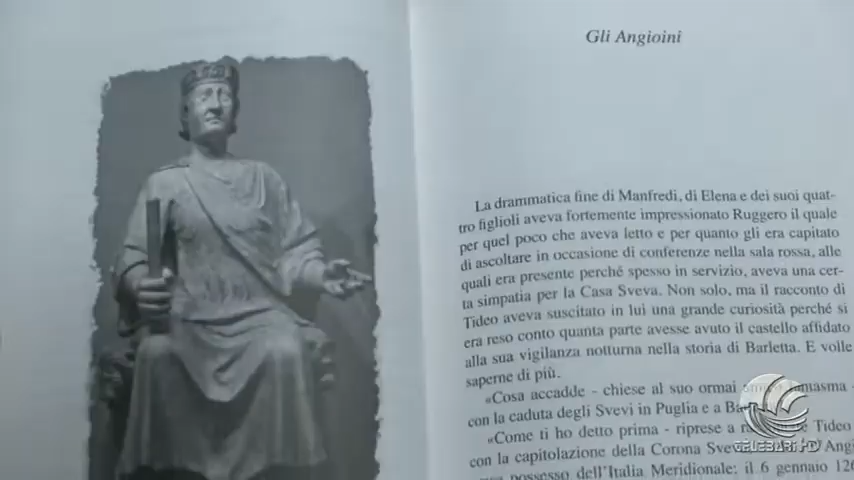 Gli Angioini
La drammatica fine di Manfredi, di Elena e dei suoi quat-
tro figlioli aveva fortemente impressionato Ruggero il quale
per quel poco che aveva letto e per quanto gli era capitato
di ascoltare in occasione di conferenze nella sala rossa, alle
quali era presente perché spesso in servizio, aveva una cer-
ta simpatia per la Casa Sveva. Non solo, ma il racconto di
Tideo aveva suscitato in lui una grande curiosità perché si
era reso conto quanta parte avesse avuto il castello affidato
alla sua vigilanza notturna nella storia di Barletta. E volle
saperne di più.
«Cosa accadde - chiese al suo ormai fantasma -
con la caduta degli Svevi in Puglia e a
«Come ti ho detto prima - riprese a Tideo
con la capitolazione della Corona Sveva
possesso dell'Italia Meridionale: il 6 gennaio
TELEBARI HD